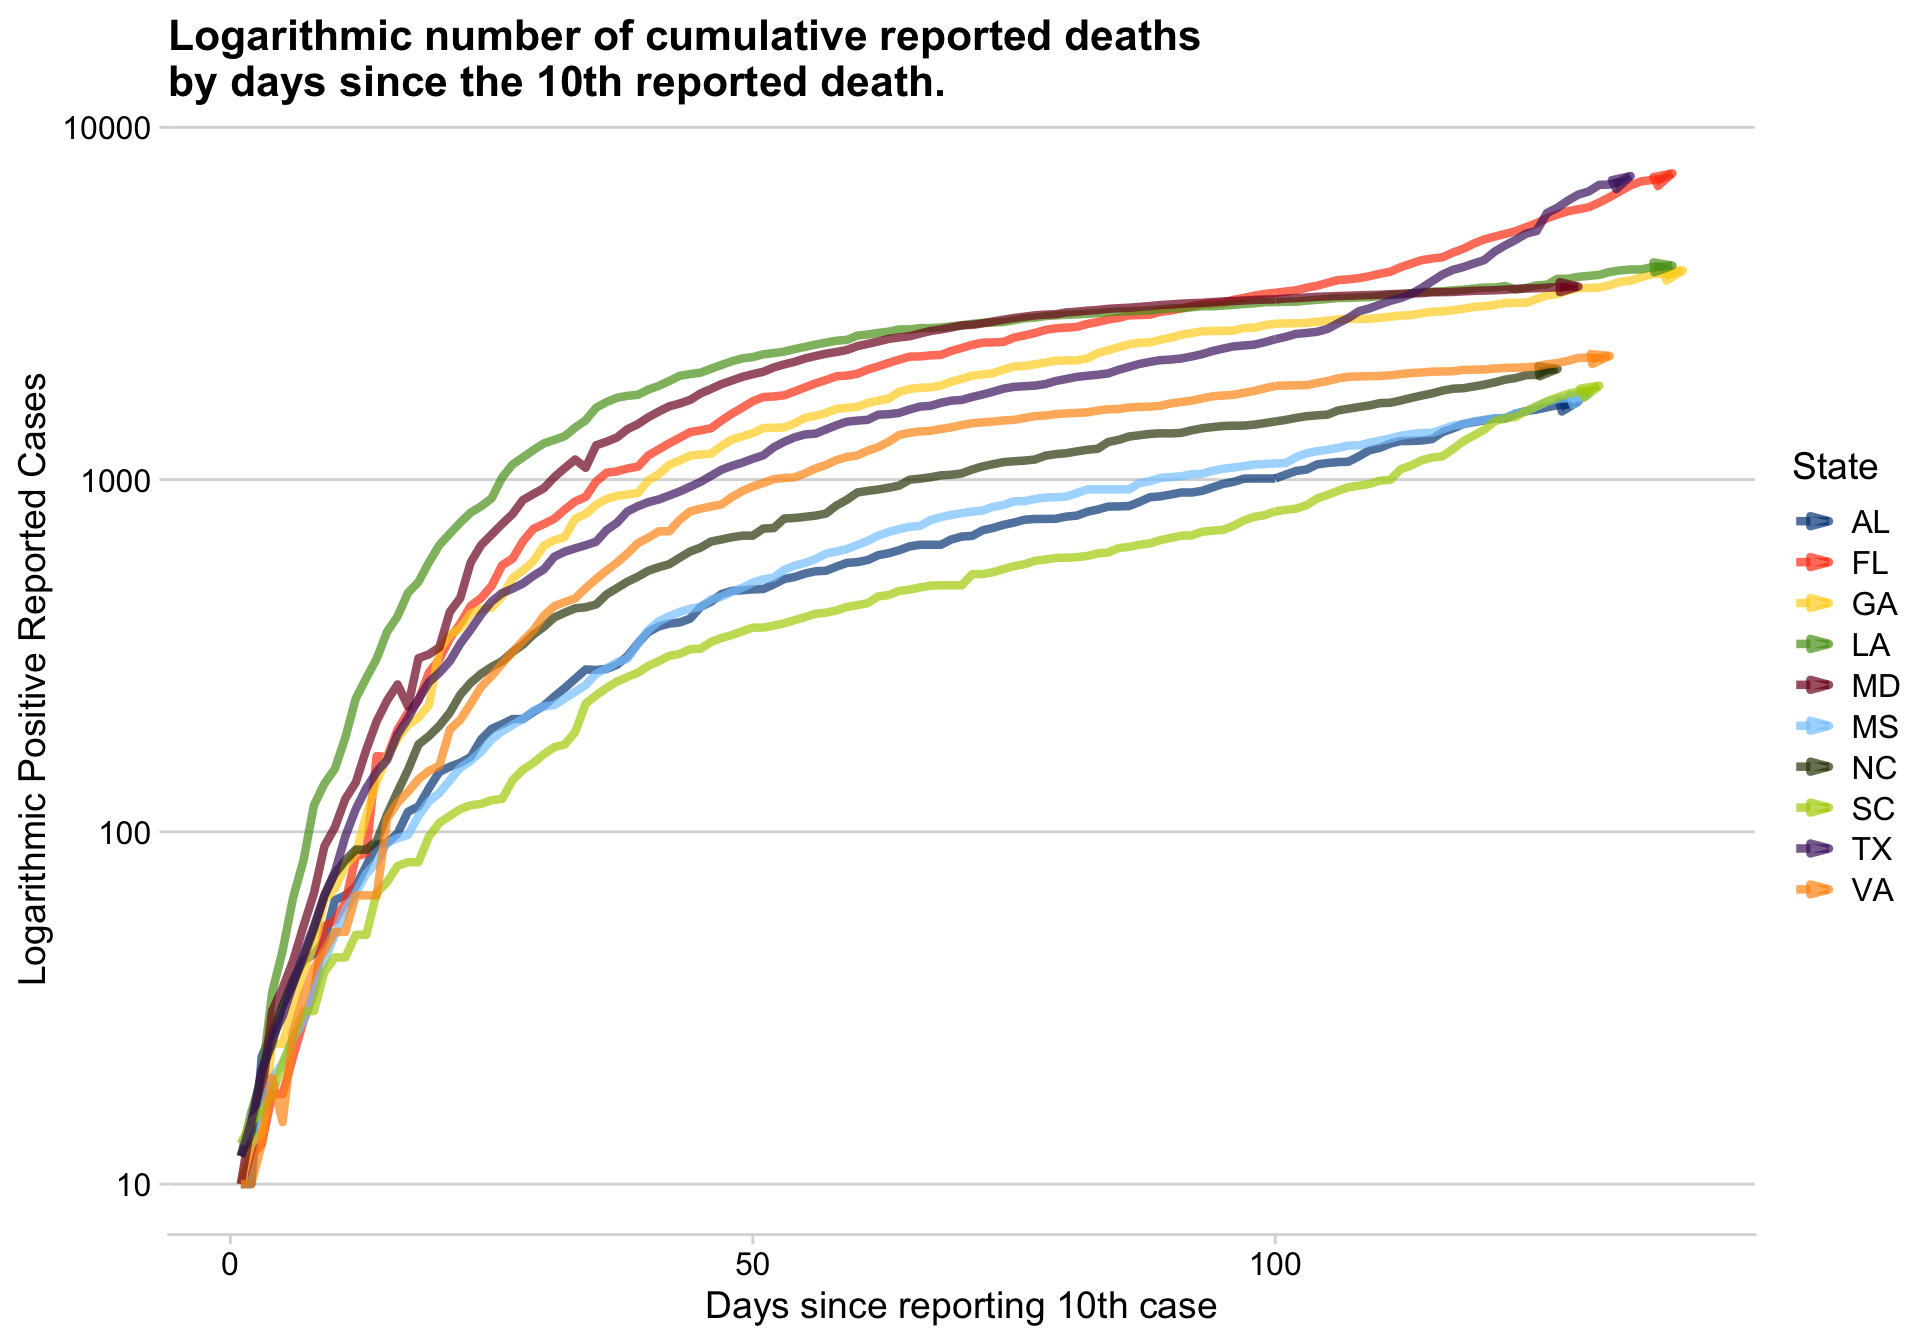 Logarithmic number of cumulative reported deaths
by days since the 10th reported death.
10000
1000
100
10
Logarithmic Positive Reported Cases
0
50
100
Days since reporting 10th case
State
AL
FL
GA
LA
MD
MS
NC
SC
TX
VA